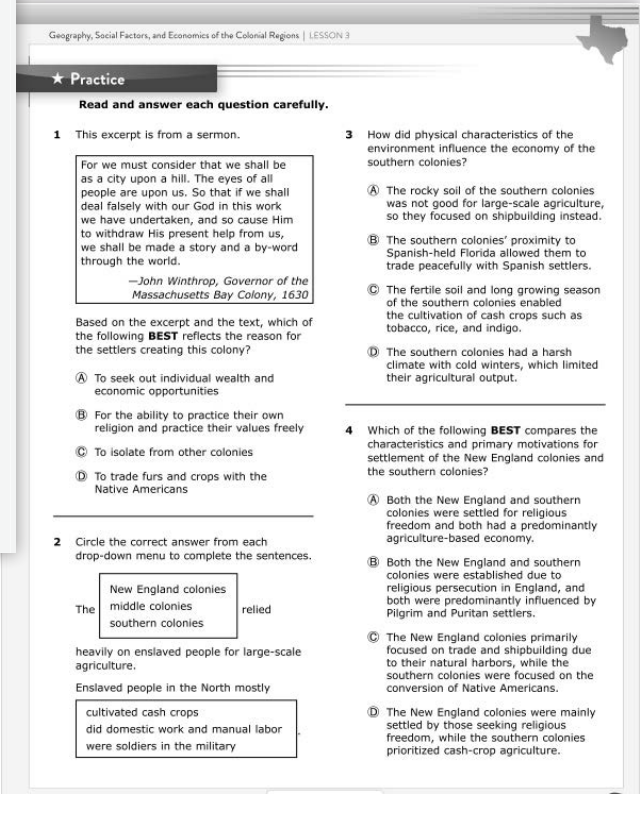 Geography, Social Factors, and Economics of the Colonial Regions | LESSON 3
★ Practice
Read and answer each question carefully.
1 This excerpt is from a sermon.
For we must consider that we shall be
as a city upon a hill. The eyes of all
people are upon us. So that if we shall
deal falsely with our God in this work
we have undertaken, and so cause Him
to withdraw His present help from us,
we shall be made a story and a by-word
through the world.
—John Winthrop, Governor of the
Massachusetts Bay Colony, 1630
Based on the excerpt and the text, which of
the following BEST reflects the reason for
the settlers creating this colony?
Ⓐ To seek out individual wealth and
economic opportunities
Ⓑ For the ability to practice their own
religion and practice their values freely
Ⓒ To isolate from other colonies
Ⓓ To trade furs and crops with the
Native Americans
2 Circle the correct answer from each
drop-down menu to complete the sentences.
New England colonies
The middle colonies relied
southern colonies
heavily on enslaved people for large-scale
agriculture.
Enslaved people in the North mostly
cultivated cash crops
did domestic work and manual labor .
were soldiers in the military
3 How did physical characteristics of the
environment influence the economy of the
southern colonies?
Ⓐ The rocky soil of the southern colonies
was not good for large-scale agriculture,
so they focused on shipbuilding instead.
Ⓑ The southern colonies' proximity to
Spanish-held Florida allowed them to
trade peacefully with Spanish settlers.
Ⓒ The fertile soil and long growing season
of the southern colonies enabled
the cultivation of cash crops such as
tobacco, rice, and indigo.
Ⓓ The southern colonies had a harsh
climate with cold winters, which limited
their agricultural output.
4 Which of the following BEST compares the
characteristics and primary motivations for
settlement of the New England colonies and
the southern colonies?
Ⓐ Both the New England and southern
colonies were settled for religious
freedom and both had a predominantly
agriculture-based economy.
Ⓑ Both the New England and southern
colonies were established due to
religious persecution in England, and
both were predominantly influenced by
Pilgrim and Puritan settlers.
Ⓒ The New England colonies primarily
focused on trade and shipbuilding due
to their natural harbors, while the
southern colonies were focused on the
conversion of Native Americans.
Ⓓ The New England colonies were mainly
settled by those seeking religious
freedom, while the southern colonies
prioritized cash-crop agriculture.